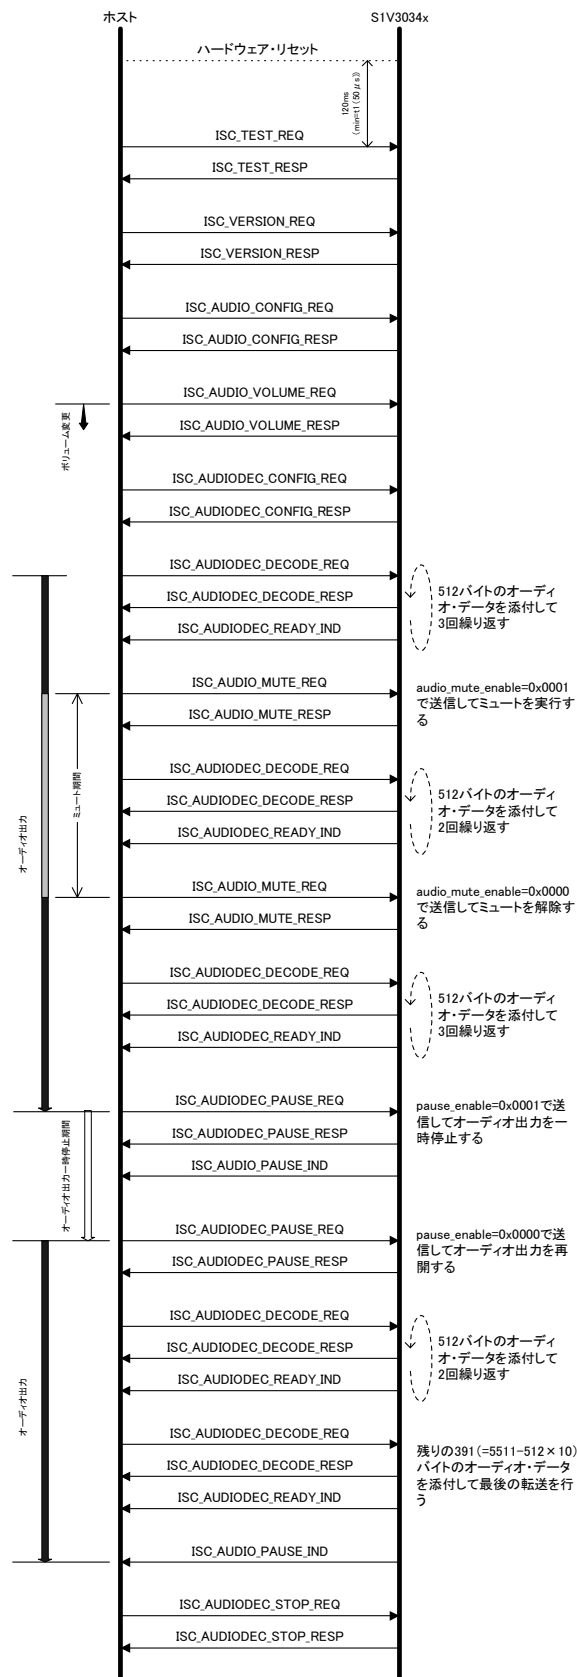 ホスト
S1V3034x
ハードウェア・リセット
120ms
(min=t1(50μs))
ISC_TEST_REQ
ISC_TEST_RESP
ISC_VERSION_REQ
ISC_VERSION_RESP
ISC_AUDIO_CONFIG_REQ
ISC_AUDIO_CONFIG_RESP
ISC_AUDIO_VOLUME_REQ
ボリューム変更
ISC_AUDIO_VOLUME_RESP
ISC_AUDIODEC_CONFIG_REQ
ISC_AUDIODEC_CONFIG_RESP
ISC_AUDIODEC_DECODE_REQ
ISC_AUDIODEC_DECODE_RESP
ISC_AUDIODEC_READY_IND
512バイトのオーディ
オ・データを添付して
3回繰り返す
オーディオ出力
ISC_AUDIO_MUTE_REQ
ISC_AUDIO_MUTE_RESP
audio_mute_enable=0x0001
で送信してミュートを実行す
る
ミュート期間
ISC_AUDIODEC_DECODE_REQ
ISC_AUDIODEC_DECODE_RESP
ISC_AUDIODEC_READY_IND
512バイトのオーディ
オ・データを添付して
2回繰り返す
ISC_AUDIO_MUTE_REQ
ISC_AUDIO_MUTE_RESP
audio_mute_enable=0x0000
で送信してミュートを解除す
る
ISC_AUDIODEC_DECODE_REQ
ISC_AUDIODEC_DECODE_RESP
ISC_AUDIODEC_READY_IND
512バイトのオーディ
オ・データを添付して
3回繰り返す
ISC_AUDIODEC_PAUSE_REQ
ISC_AUDIODEC_PAUSE_RESP
ISC_AUDIO_PAUSE_IND
pause_enable=0x0001で送
信してオーディオ出力を一
時停止する
オーディオ出力一時停止期間
ISC_AUDIODEC_PAUSE_REQ
ISC_AUDIODEC_PAUSE_RESP
pause_enable=0x0000で送
信してオーディオ出力を再
開する
ISC_AUDIODEC_DECODE_REQ
ISC_AUDIODEC_DECODE_RESP
ISC_AUDIODEC_READY_IND
512バイトのオーディ
オ・データを添付して
2回繰り返す
オーディオ出力
ISC_AUDIODEC_DECODE_REQ
ISC_AUDIODEC_DECODE_RESP
ISC_AUDIODEC_READY_IND
残りの391(=5511-512×10)
バイトのオーディオ・データ
を添付して最後の転送を行
う
ISC_AUDIO_PAUSE_IND
ISC_AUDIODEC_STOP_REQ
ISC_AUDIODEC_STOP_RESP